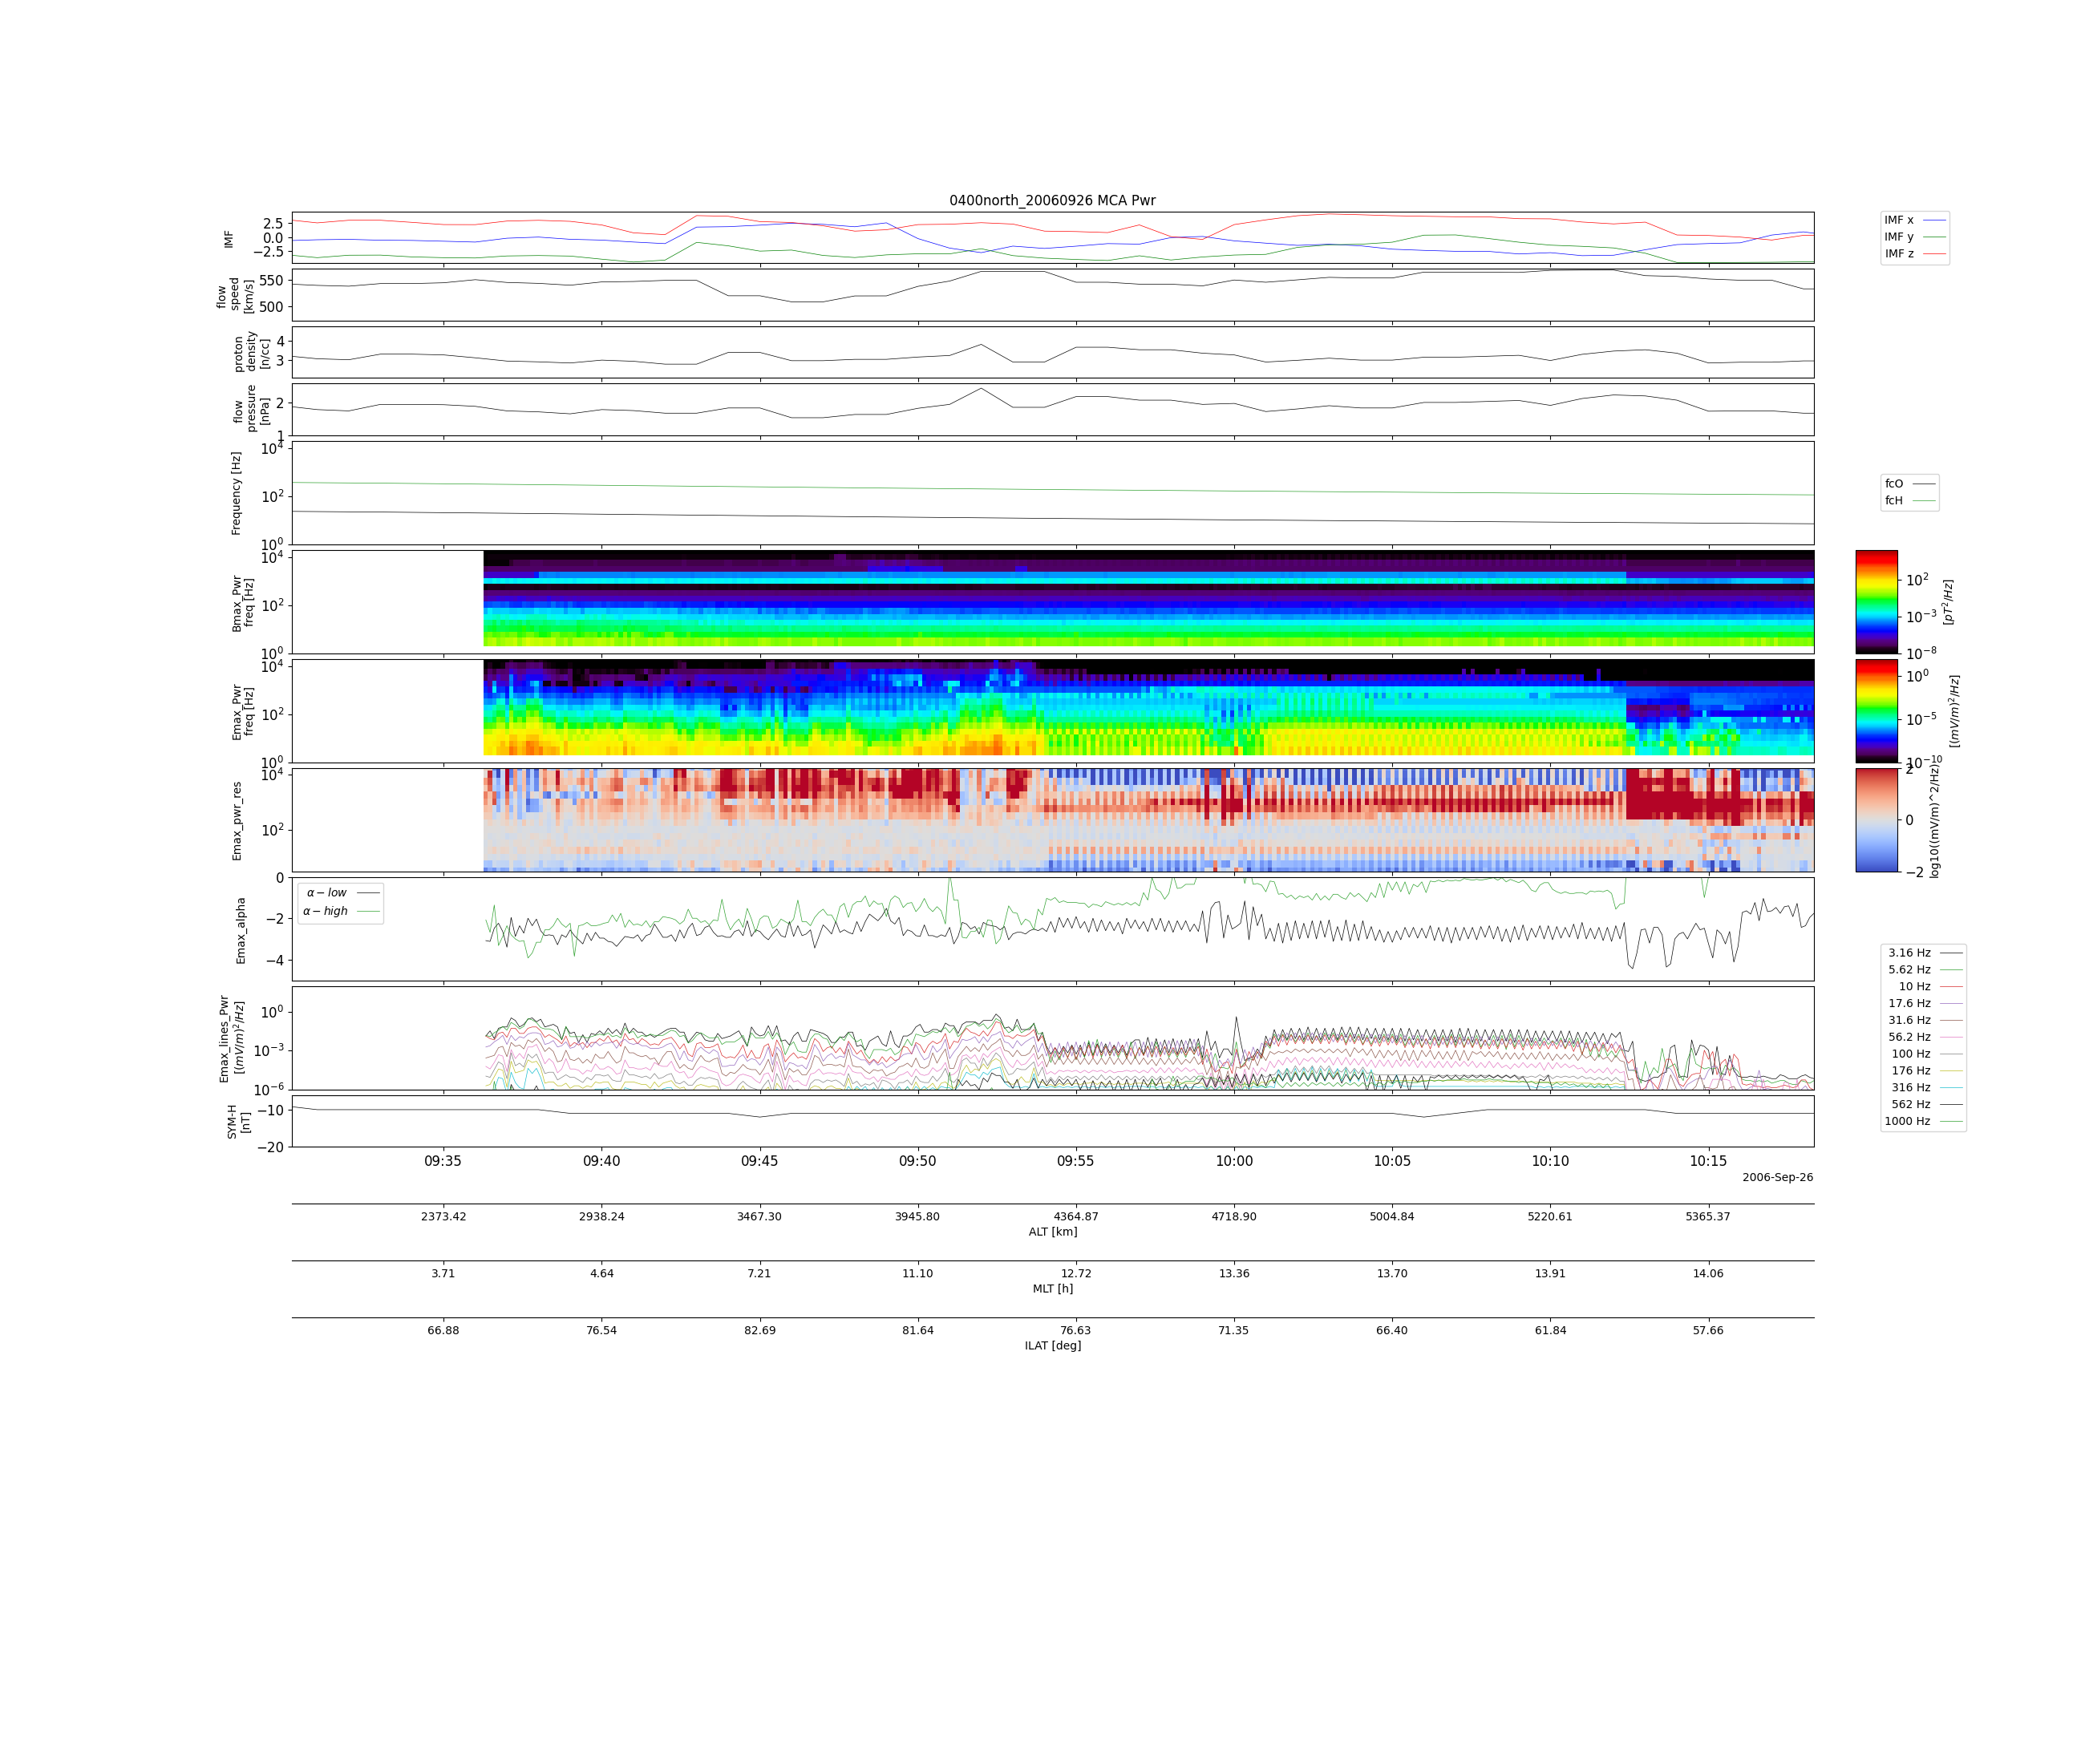 0400north_20060926 MCA Pwr
IMF
2.5
0.0
−2.5
IMF x
IMF y
IMF z
flow
speed
[km/s]
550
500
proton
density
[n/cc]
4
3
flow
pressure
[nPa]
2
1
Frequency [Hz]
10^4
10^2
10^0
fcO
fcH
Bmax_Pwr
freq [Hz]
10^4
10^2
10^0
10^2
10^{-3}
10^{-8}
[pT^2/Hz]
Emax_Pwr
freq [Hz]
10^4
10^2
10^0
10^0
10^{-5}
10^{-10}
[(mV/m)^2/Hz]
Emax_pwr_res
10^4
10^2
2
0
−2
log10((mV/m)^2/Hz)
Emax_alpha
0
−2
−4
α − low
α − high
Emax_lines_Pwr
[(mV/m)^2/Hz]
10^0
10^{-3}
10^{-6}
3.16 Hz
5.62 Hz
10 Hz
17.6 Hz
31.6 Hz
56.2 Hz
100 Hz
176 Hz
316 Hz
562 Hz
1000 Hz
SYM-H
[nT]
−10
−20
09:35 09:40 09:45 09:50 09:55 10:00 10:05 10:10 10:15
2006-Sep-26
2373.42 2938.24 3467.30 3945.80 4364.87 4718.90 5004.84 5220.61 5365.37
ALT [km]
3.71 4.64 7.21 11.10 12.72 13.36 13.70 13.91 14.06
MLT [h]
66.88 76.54 82.69 81.64 76.63 71.35 66.40 61.84 57.66
ILAT [deg]